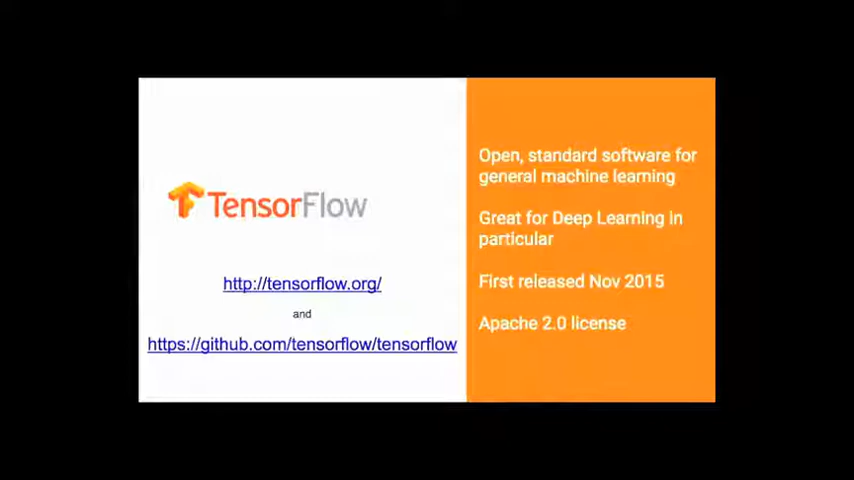 TensorFlow
http://tensorflow.org/
and
https://github.com/tensorflow/tensorflow
Open, standard software for
general machine learning
Great for Deep Learning in
particular
First released Nov 2015
Apache 2.0 license